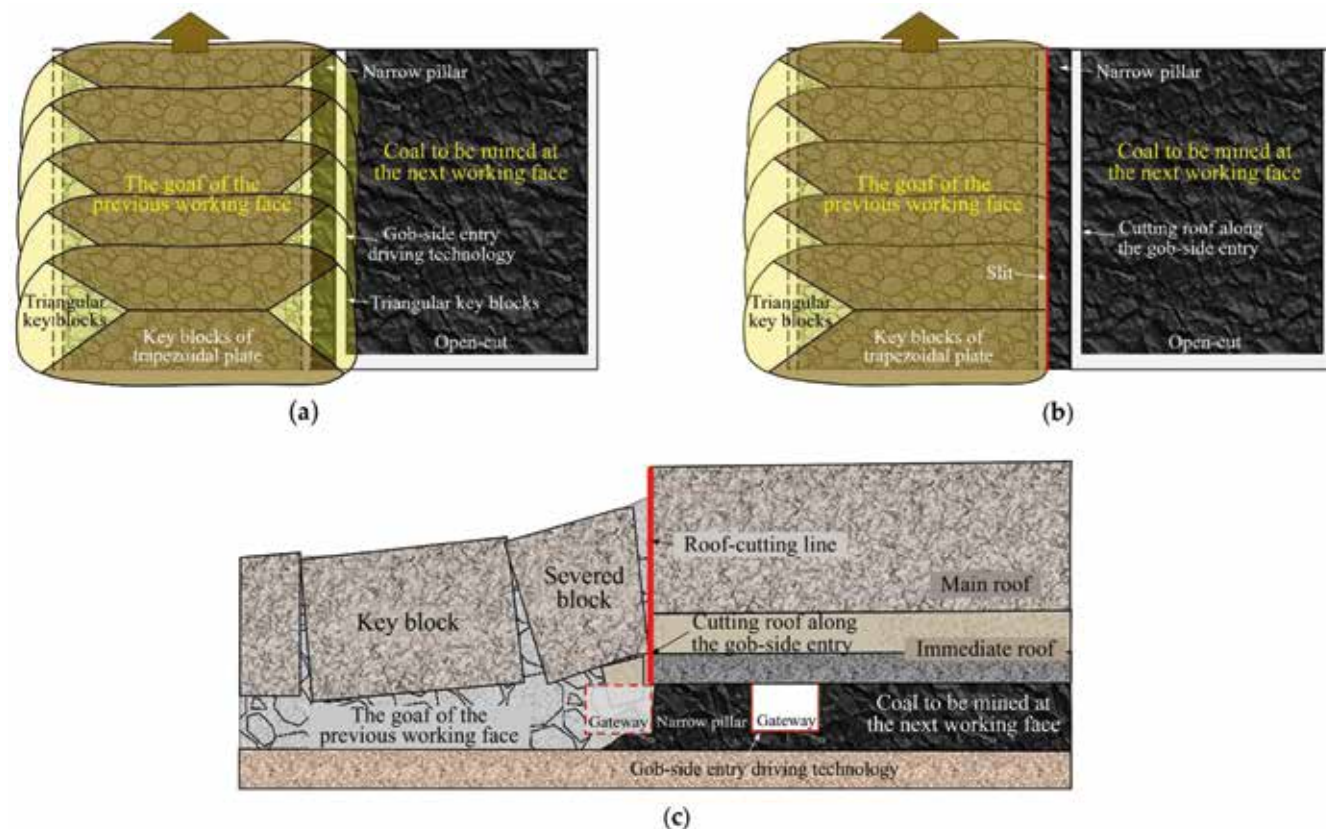 Narrow pillar
Coal to be mined at
the next working face
The goaf of the
previous working face
Gob-side entry
driving technology
Triangular
key blocks
Triangular key blocks
Key blocks of
trapezoidal plate
Open-cut
(a)
Narrow pillar
Coal to be mined at
the next working face
The goaf of the
previous working face
Cutting roof along
the gob-side entry
Slit
Triangular
key blocks
Key blocks of
trapezoidal plate
Open-cut
(b)
Roof-cutting line
Severed
block
Main roof
Key block
Cutting roof along
the gob-side entry
Immediate roof
The goaf of the
previous working face
Gateway
Narrow pillar
Gateway
Coal to be mined at
the next working face
Gob-side entry driving technology
(c)